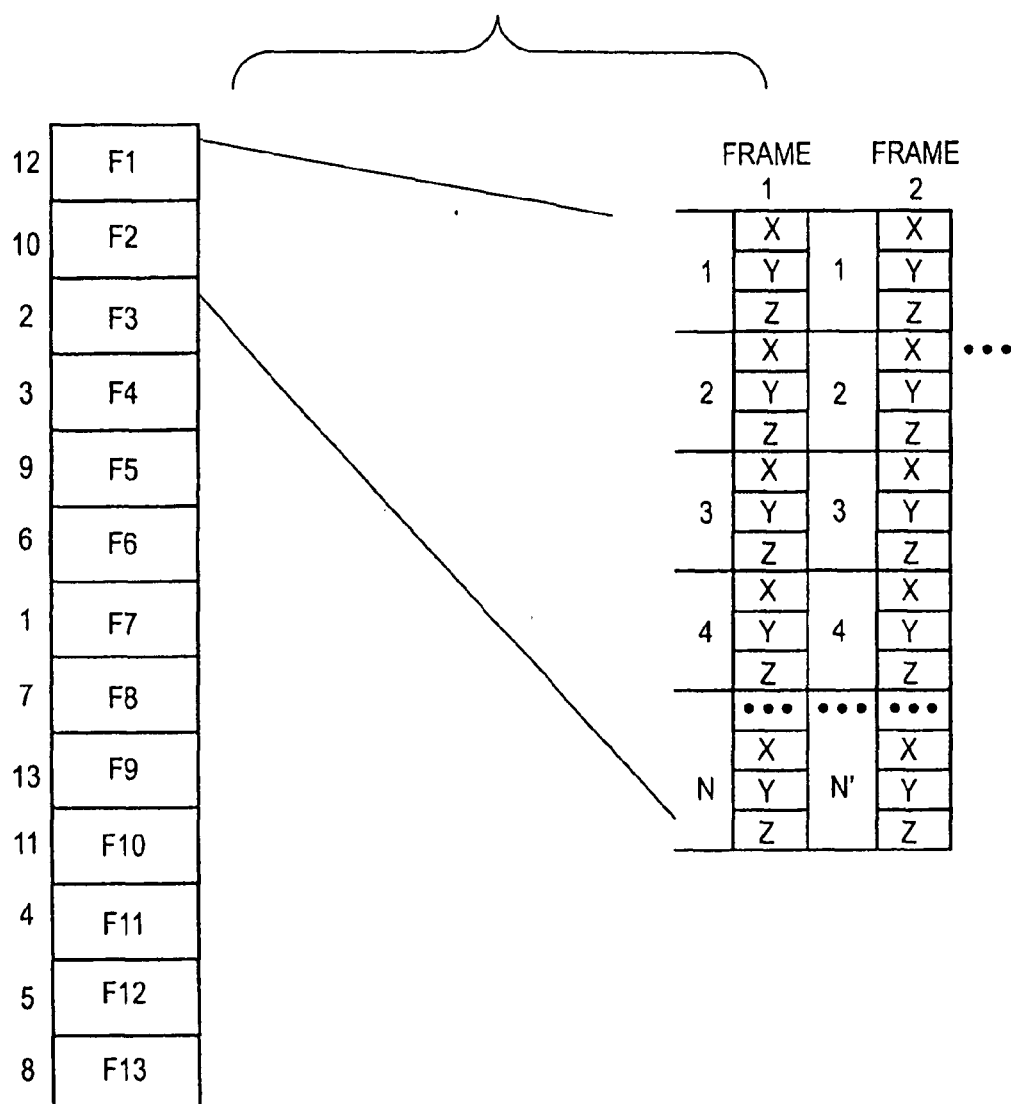 12 F1
10 F2
2 F3
3 F4
9 F5
6 F6
1 F7
7 F8
13 F9
11 F10
4 F11
5 F12
8 F13
FRAME FRAME
1 2
X X
1 Y 1 Y
Z Z
X X •••
2 Y 2 Y
Z Z
X X
3 Y 3 Y
Z Z
X X
4 Y 4 Y
Z Z
••• ••• •••
X X
N Y N' Y
Z Z